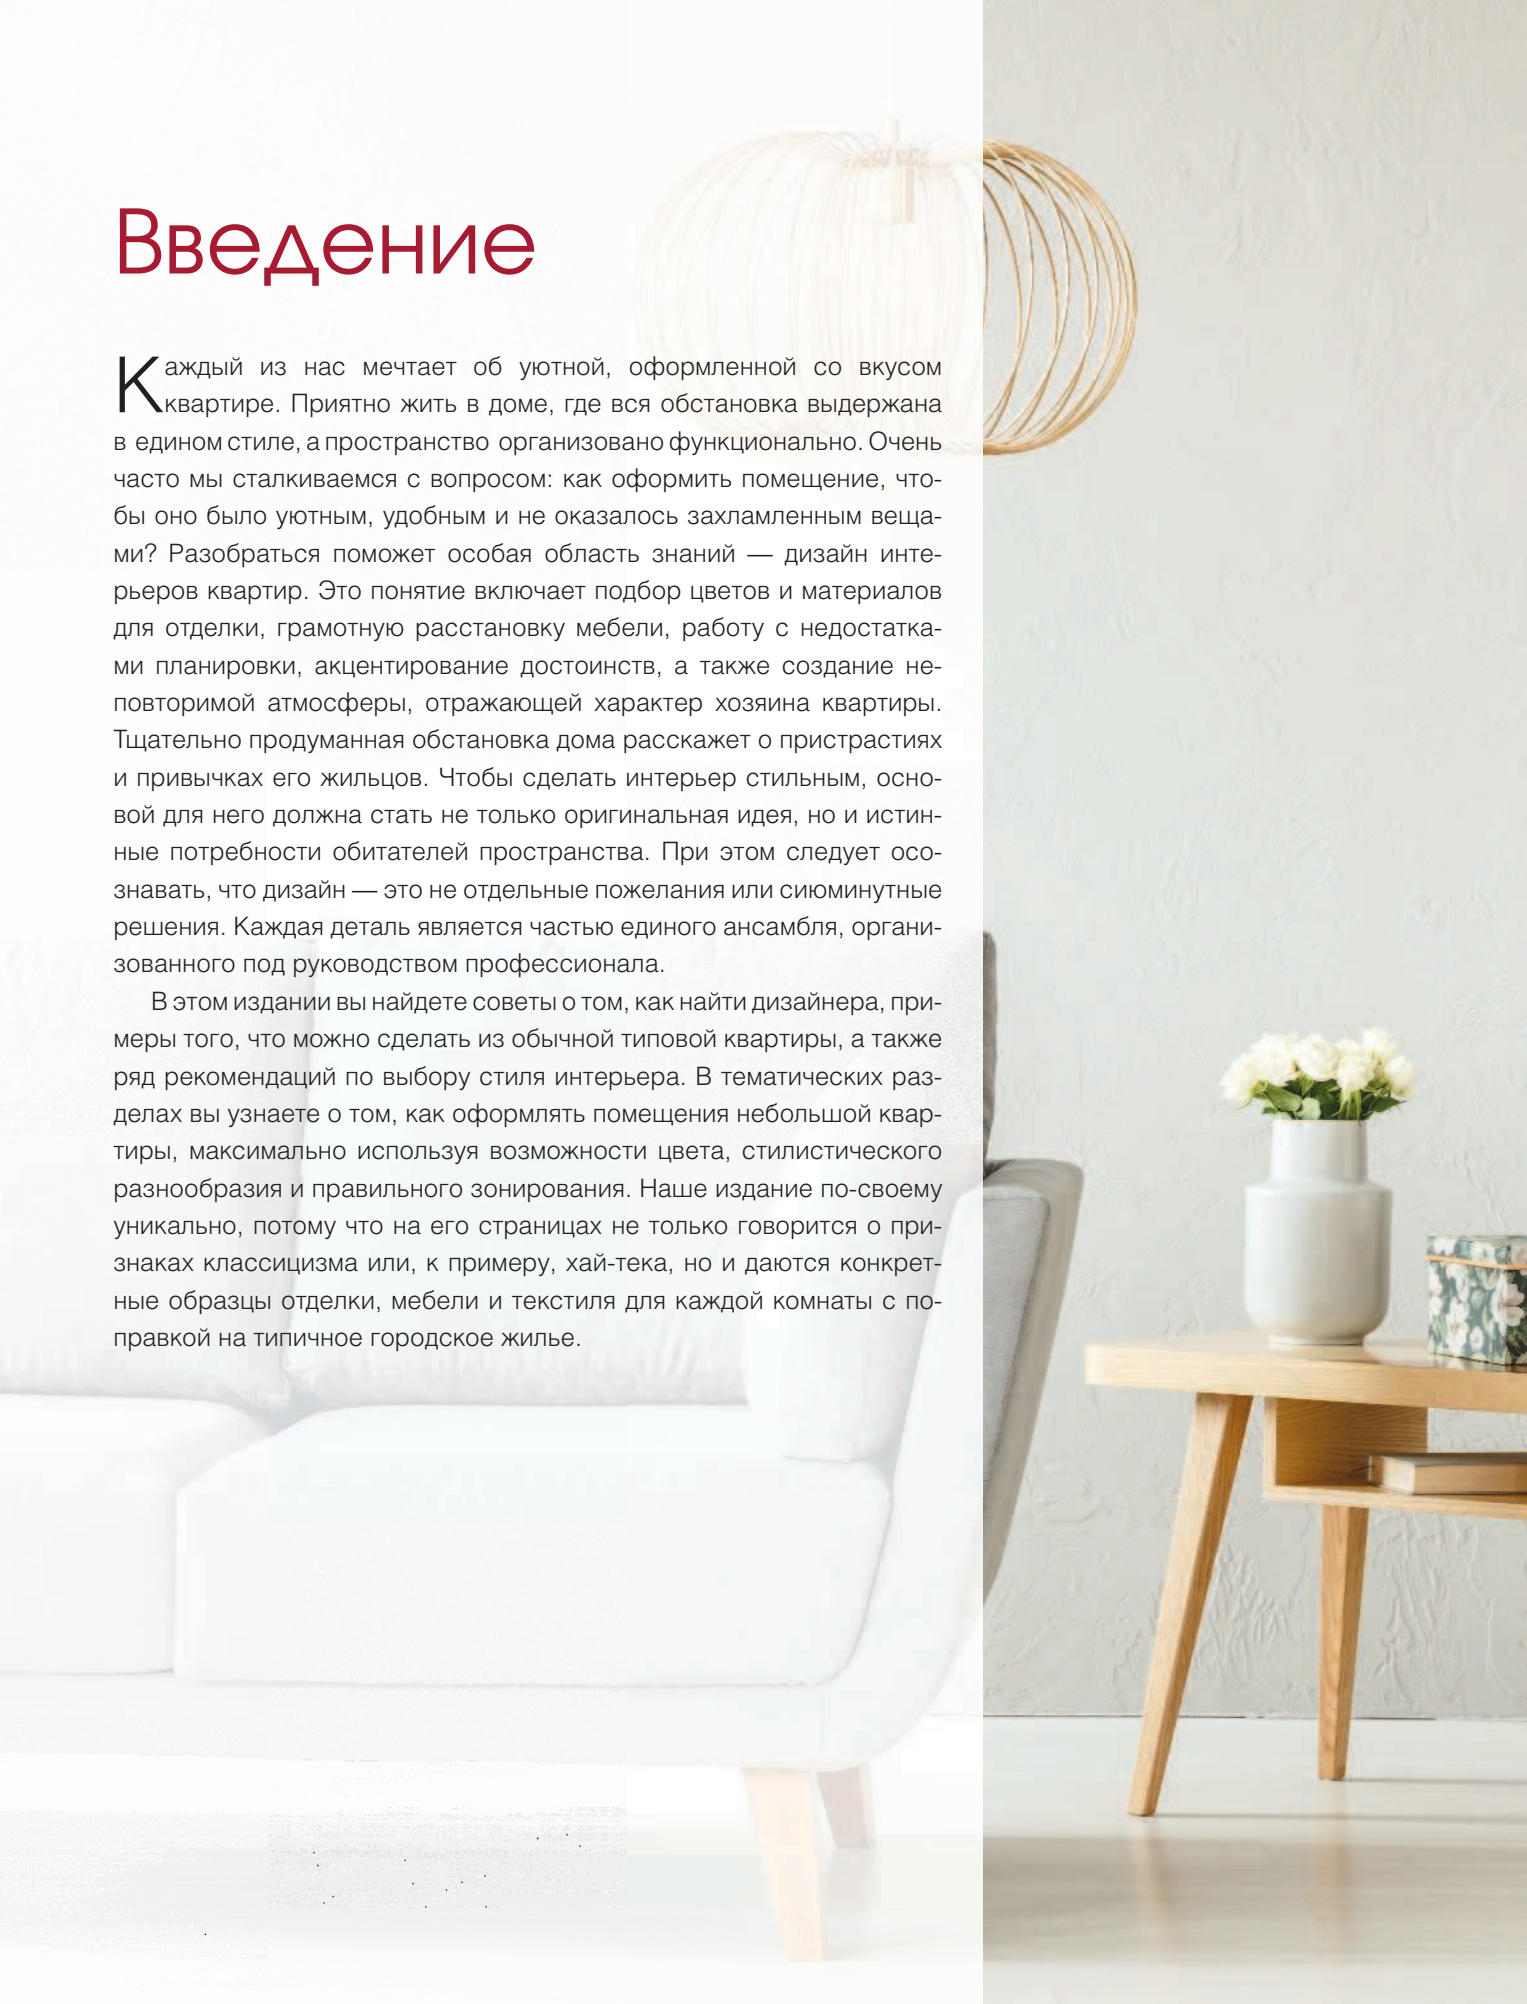 Введение
Каждый из нас мечтает об уютной, оформленной со вкусом
квартире. Приятно жить в доме, где вся обстановка выдержана
в едином стиле, а пространство организовано функционально. Очень
часто мы сталкиваемся с вопросом: как оформить помещение, что-
бы оно было уютным, удобным и не оказалось захламленным веща-
ми? Разобраться поможет особая область знаний — дизайн инте-
рьеров квартир. Это понятие включает подбор цветов и материалов
для отделки, грамотную расстановку мебели, работу с недостатка-
ми планировки, акцентирование достоинств, а также создание не-
повторимой атмосферы, отражающей характер хозяина квартиры.
Тщательно продуманная обстановка дома расскажет о пристрастиях
и привычках его жильцов. Чтобы сделать интерьер стильным, осно-
вой для него должна стать не только оригинальная идея, но и истин-
ные потребности обитателей пространства. При этом следует осо-
знавать, что дизайн — это не отдельные пожелания или сиюминутные
решения. Каждая деталь является частью единого ансамбля, органи-
зованного под руководством профессионала.
В этом издании вы найдете советы о том, как найти дизайнера, при-
меры того, что можно сделать из обычной типовой квартиры, а также
ряд рекомендаций по выбору стиля интерьера. В тематических раз-
делах вы узнаете о том, как оформлять помещения небольшой квар-
тиры, максимально используя возможности цвета, стилистического
разнообразия и правильного зонирования. Наше издание по-своему
уникально, потому что на его страницах не только говорится о при-
знаках классицизма или, к примеру, хай-тека, но и даются конкрет-
ные образцы отделки, мебели и текстиля для каждой комнаты с по-
правкой на типичное городское жилье.